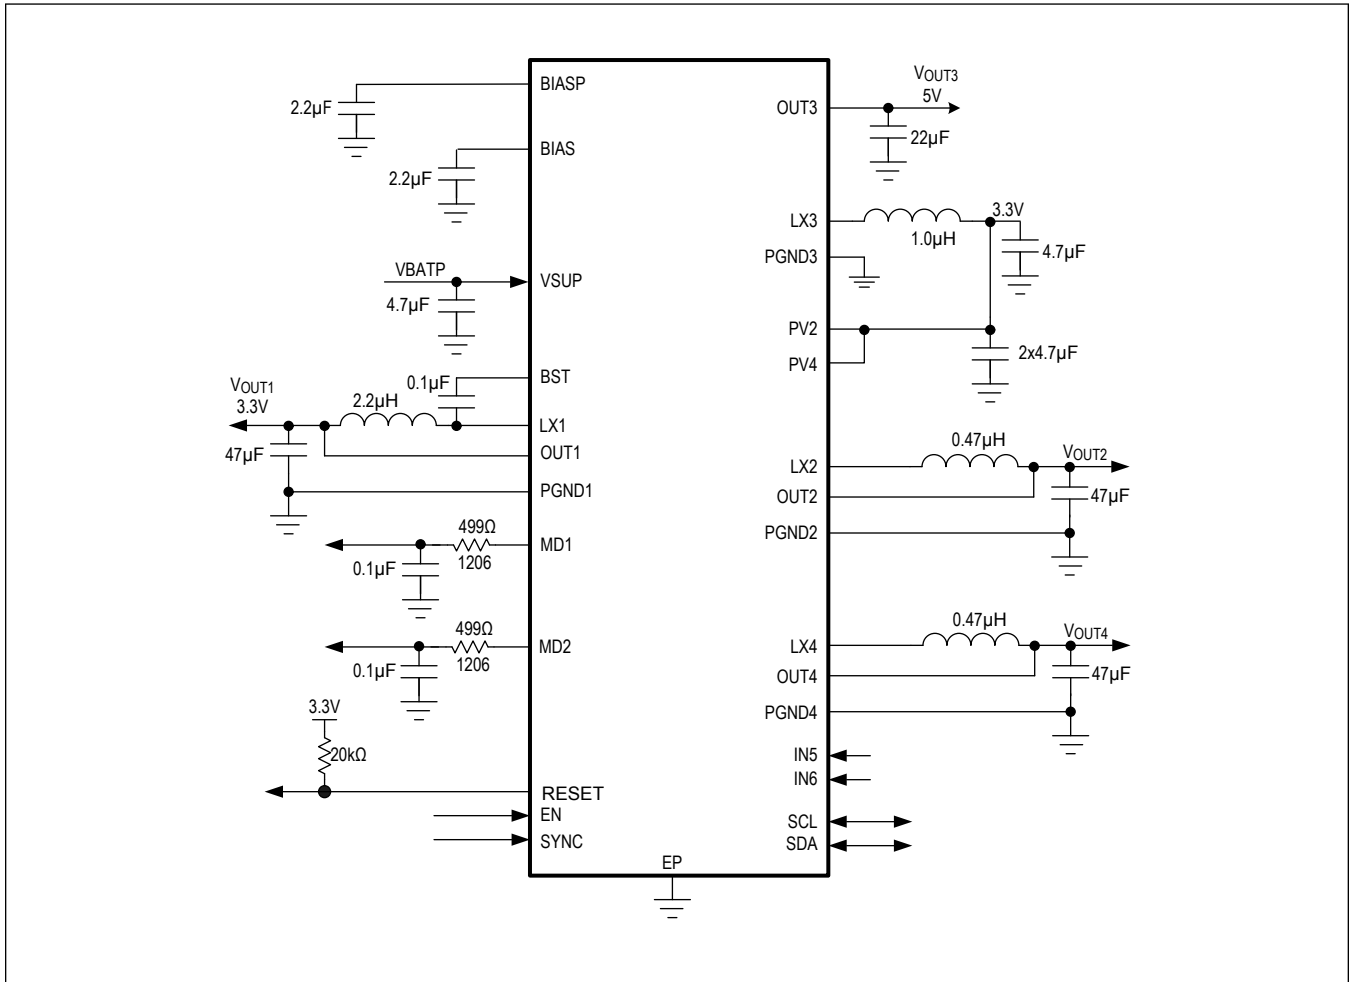 BIASP
2.2µF
BIAS
2.2µF
VBATP
VSUP
4.7µF
BST
0.1µF
VOUT1
3.3V
2.2µH
LX1
47µF
OUT1
PGND1
499Ω
MD1
0.1µF
1206
499Ω
MD2
0.1µF
1206
3.3V
20kΩ
RESET
EN
SYNC
EP
VOUT3
5V
OUT3
22µF
LX3
3.3V
1.0µH
4.7µF
PGND3
PV2
2x4.7µF
PV4
0.47µH
VOUT2
LX2
OUT2
47µF
PGND2
0.47µH
VOUT4
LX4
OUT4
47µF
PGND4
IN5
IN6
SCL
SDA